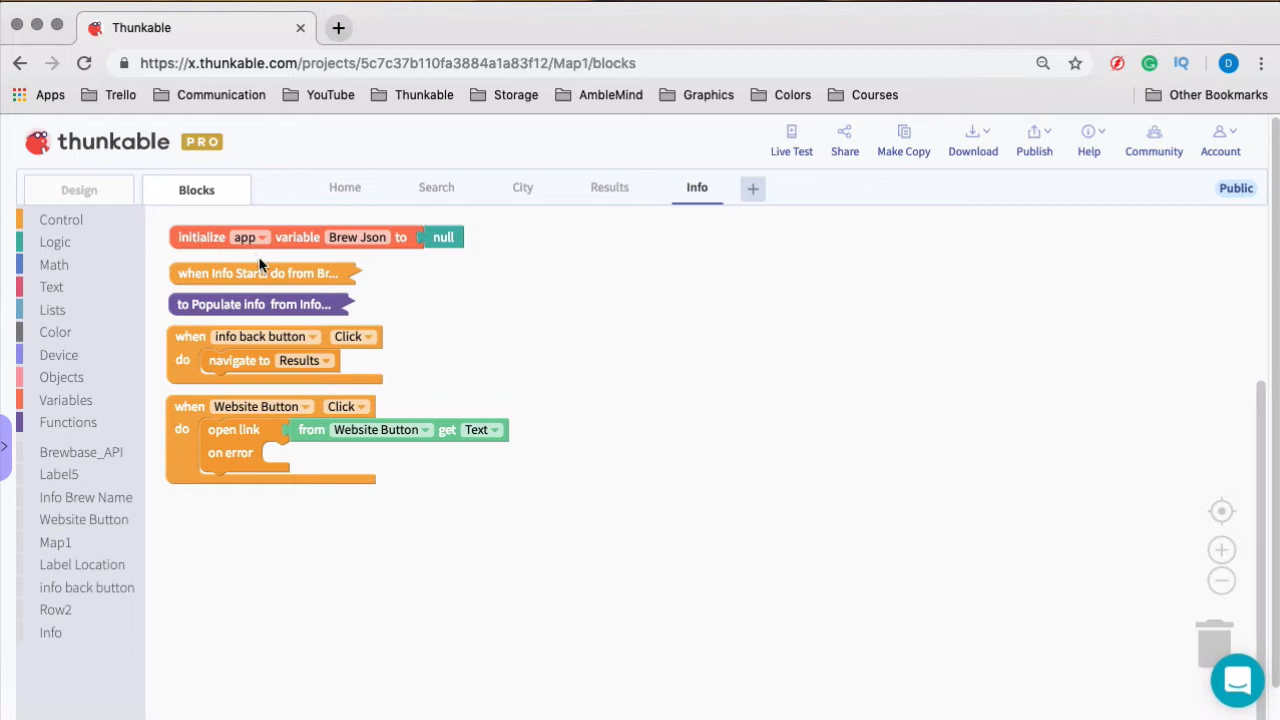 Thunkable
https://x.thunkable.com/projects/5c7c37b110fa3884a1a83f12/Map1/blocks
Apps Trello Communication YouTube Thunkable Storage AmbleMind Graphics Colors Courses Other Bookmarks
thunkable PRO
Live Test Share Make Copy Download Publish Help Community Account
Design Blocks Home Search City Results Info Public
Control
Logic
Math
Text
Lists
Color
Device
Objects
Variables
Functions
Brewbase_API
Label5
Info Brew Name
Website Button
Map1
Label Location
info back button
Row2
Info
initialize app variable Brew Json to null
when Info Starts do from Br...
to Populate info from Info...
when info back button Click
do navigate to Results
when Website Button Click
do open link from Website Button get Text
on error
IQ
D